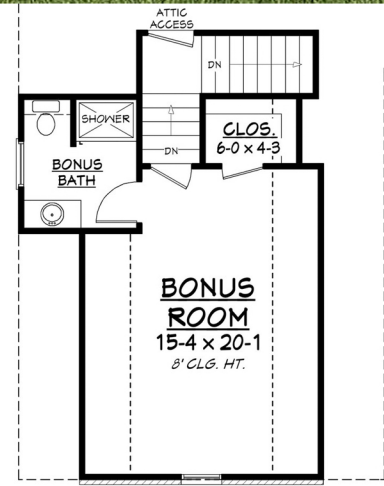 ATTIC
ACCESS
DN
SHOWER
CLOS.
6-0 x 4-3
DN
BONUS
BATH
BONUS
ROOM
15-4 x 20-1
8' CLG. HT.